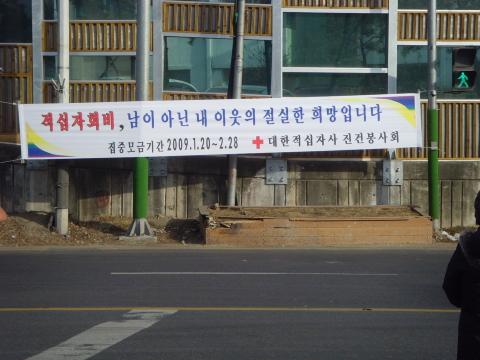 적십자회비, 남이 아닌 내 이웃의 절실한 희망입니다
집중모금기간 2009.1.20~2.28 대한적십자사 진건봉사회